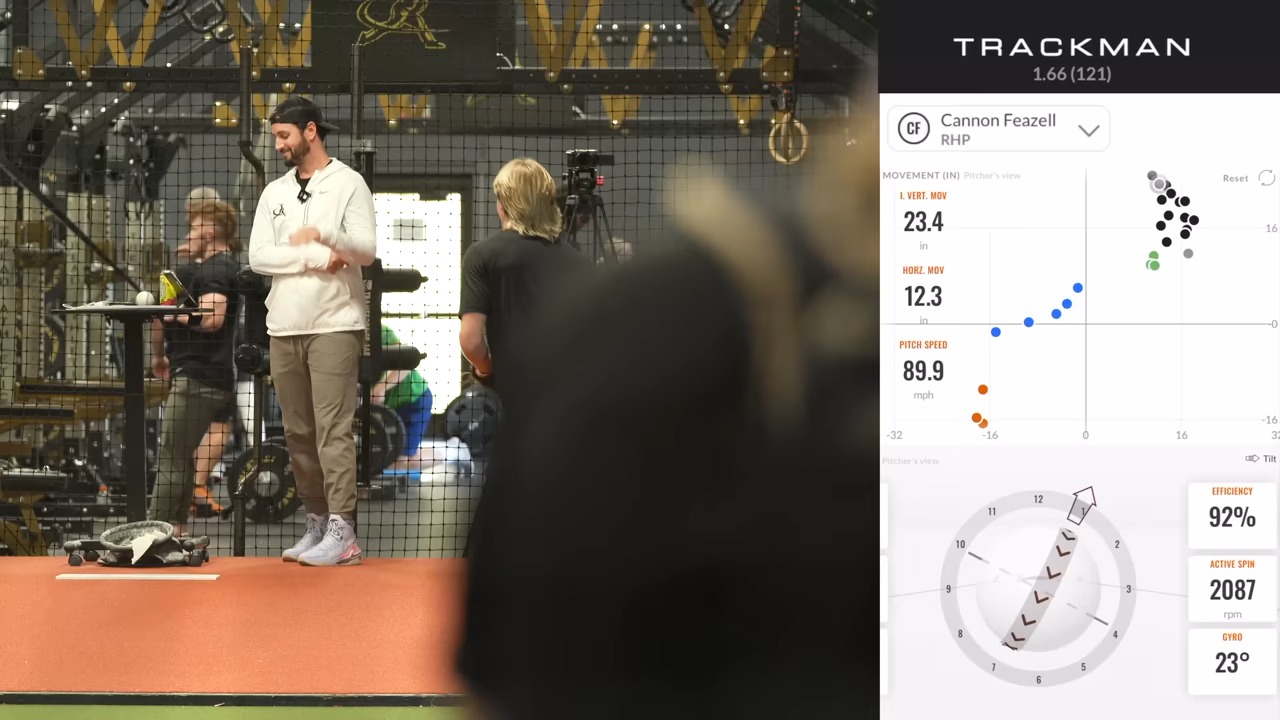 TRACKMAN
1.66 (121)
CF
Cannon Feazell
RHP
MOVEMENT (IN) Pitcher's view
Reset
I. VERT. MOV
23.4
in
HORZ. MOV
12.3
in
PITCH SPEED
89.9
mph
16
0
-16
-32 -16 0 16 32
Pitcher's view
Tilt
12
1
2
3
4
5
6
7
8
9
10
11
EFFICIENCY
92%
ACTIVE SPIN
2087
rpm
GYRO
23°